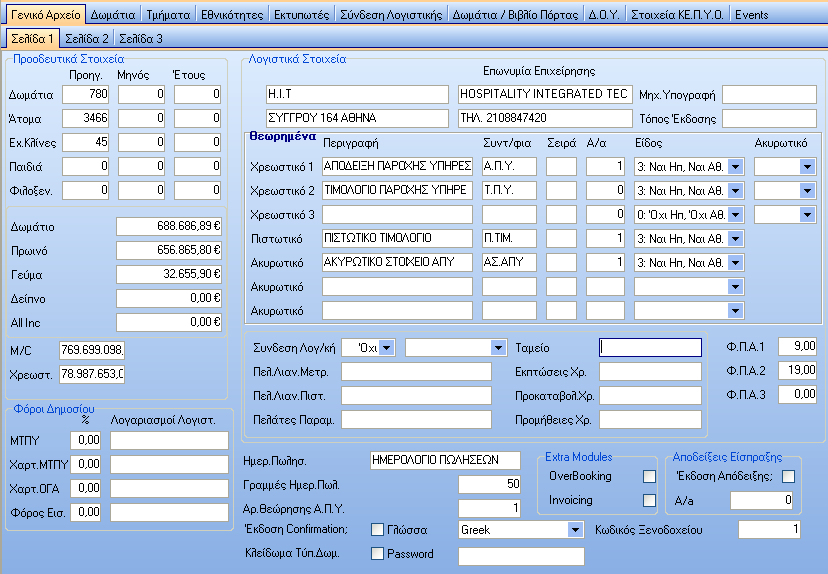 Γενικό Αρχείο Δωμάτια Τμήματα Εθνικότητες Εκτυπωτές Σύνδεση Λογιστικής Δωμάτια / Βιβλίο Πόρτας Δ.Ο.Υ. Στοιχεία ΚΕ.Π.Υ.Ο. Events
Σελίδα 1 Σελίδα 2 Σελίδα 3
Προοδευτικά Στοιχεία
Προηγ. Μηνός Έτους
Δωμάτια 780 0 0
Άτομα 3466 0 0
Εκ.Κλίνες 45 0 0
Παιδιά 0 0 0
Φιλοξεν. 0 0 0
Δωμάτιο 688.686,89 €
Πρωινό 656.865,80 €
Γεύμα 32.655,90 €
Δείπνο 0,00 €
All Inc 0,00 €
M/C 769.699.098,
Χρεωστ. 78.987.653,0
Φόροι Δημοσίου
% Λογαριασμοί Λογιστ.
ΜΤΠΥ 0,00
Χαρτ.ΜΤΠΥ 0,00
Χαρτ.ΟΓΑ 0,00
Φόρος Εισ. 0,00
Λογιστικά Στοιχεία
Επωνυμία Επιχείρησης
H.I.T HOSPITALITY INTEGRATED TEC Μηχ.Υπογραφή
ΣΥΓΓΡΟΥ 164 ΑΘΗΝΑ ΤΗΛ. 2108847420 Τόπος Έκδοσης
Θεωρημένα Περιγραφή Συντ/φια Σειρά Α/α Είδος Ακυρωτικό
Χρεωστικό 1 ΑΠΟΔΕΙΞΗ ΠΑΡΟΧΗΣ ΥΠΗΡΕΣ Α.Π.Υ. 1 3: Ναι Ηπ, Ναι Αθ.
Χρεωστικό 2 ΤΙΜΟΛΟΓΙΟ ΠΑΡΟΧΗΣ ΥΠΗΡΕ Τ.Π.Υ. 0 3: Ναι Ηπ, Ναι Αθ.
Χρεωστικό 3 0 0: Όχι Ηπ, Όχι Αθ.
Πιστωτικό ΠΙΣΤΩΤΙΚΟ ΤΙΜΟΛΟΓΙΟ Π.ΤΙΜ. 1 3: Ναι Ηπ, Ναι Αθ.
Ακυρωτικό ΑΚΥΡΩΤΙΚΟ ΣΤΟΙΧΕΙΟ ΑΠΥ ΑΣ.ΑΠΥ 1 3: Ναι Ηπ, Ναι Αθ.
Ακυρωτικό
Ακυρωτικό
Συνδεση Λογ/κή Όχι Ταμείο Φ.Π.Α.1 9,00
Πελ.Λιαν.Μετρ. Εκπτώσεις Χρ. Φ.Π.Α.2 19,00
Πελ.Λιαν.Πιστ. Προκαταβολ.Χρ. Φ.Π.Α.3 0,00
Πελάτες Παραμ. Προμήθειες Χρ.
Ημερ.Πωλησ. ΗΜΕΡΟΛΟΓΙΟ ΠΩΛΗΣΕΩΝ
Γραμμές Ημερ.Πωλ. 50
Αρ.Θεώρησης Α.Π.Υ. 1
Έκδοση Confirmation; Γλώσσα Greek Κωδικός Ξενοδοχείου 1
Κλείδωμα Τύπ.Δωμ. Password
Extra Modules
OverBooking
Invoicing
Αποδείξεις Είσπραξης
Έκδοση Απόδειξης;
Α/α 0